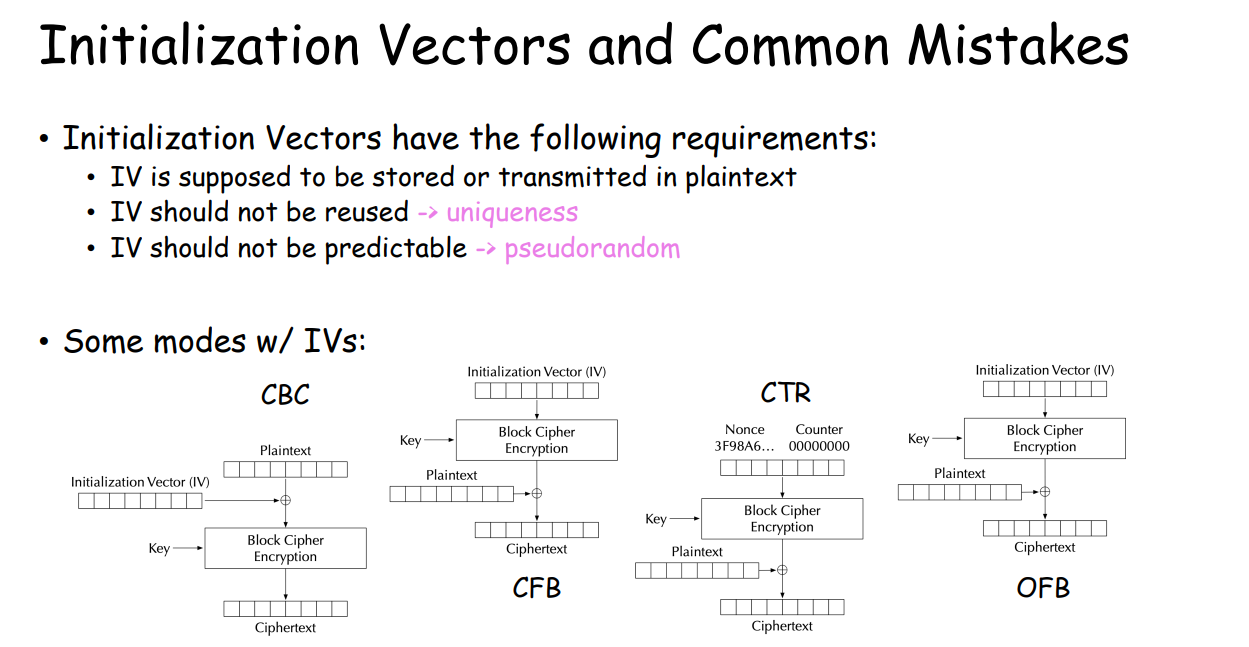 Initialization Vectors and Common Mistakes
• Initialization Vectors have the following requirements:
• IV is supposed to be stored or transmitted in plaintext
• IV should not be reused -> uniqueness
• IV should not be predictable -> pseudorandom
• Some modes w/ IVs:
CBC
Plaintext
Initialization Vector (IV)
Key
Block Cipher
Encryption
Ciphertext
Initialization Vector (IV)
Key
Block Cipher
Encryption
Plaintext
Ciphertext
CFB
CTR
Nonce Counter
3F98A6... 00000000
Key
Block Cipher
Encryption
Plaintext
Ciphertext
Initialization Vector (IV)
Key
Block Cipher
Encryption
Plaintext
Ciphertext
OFB